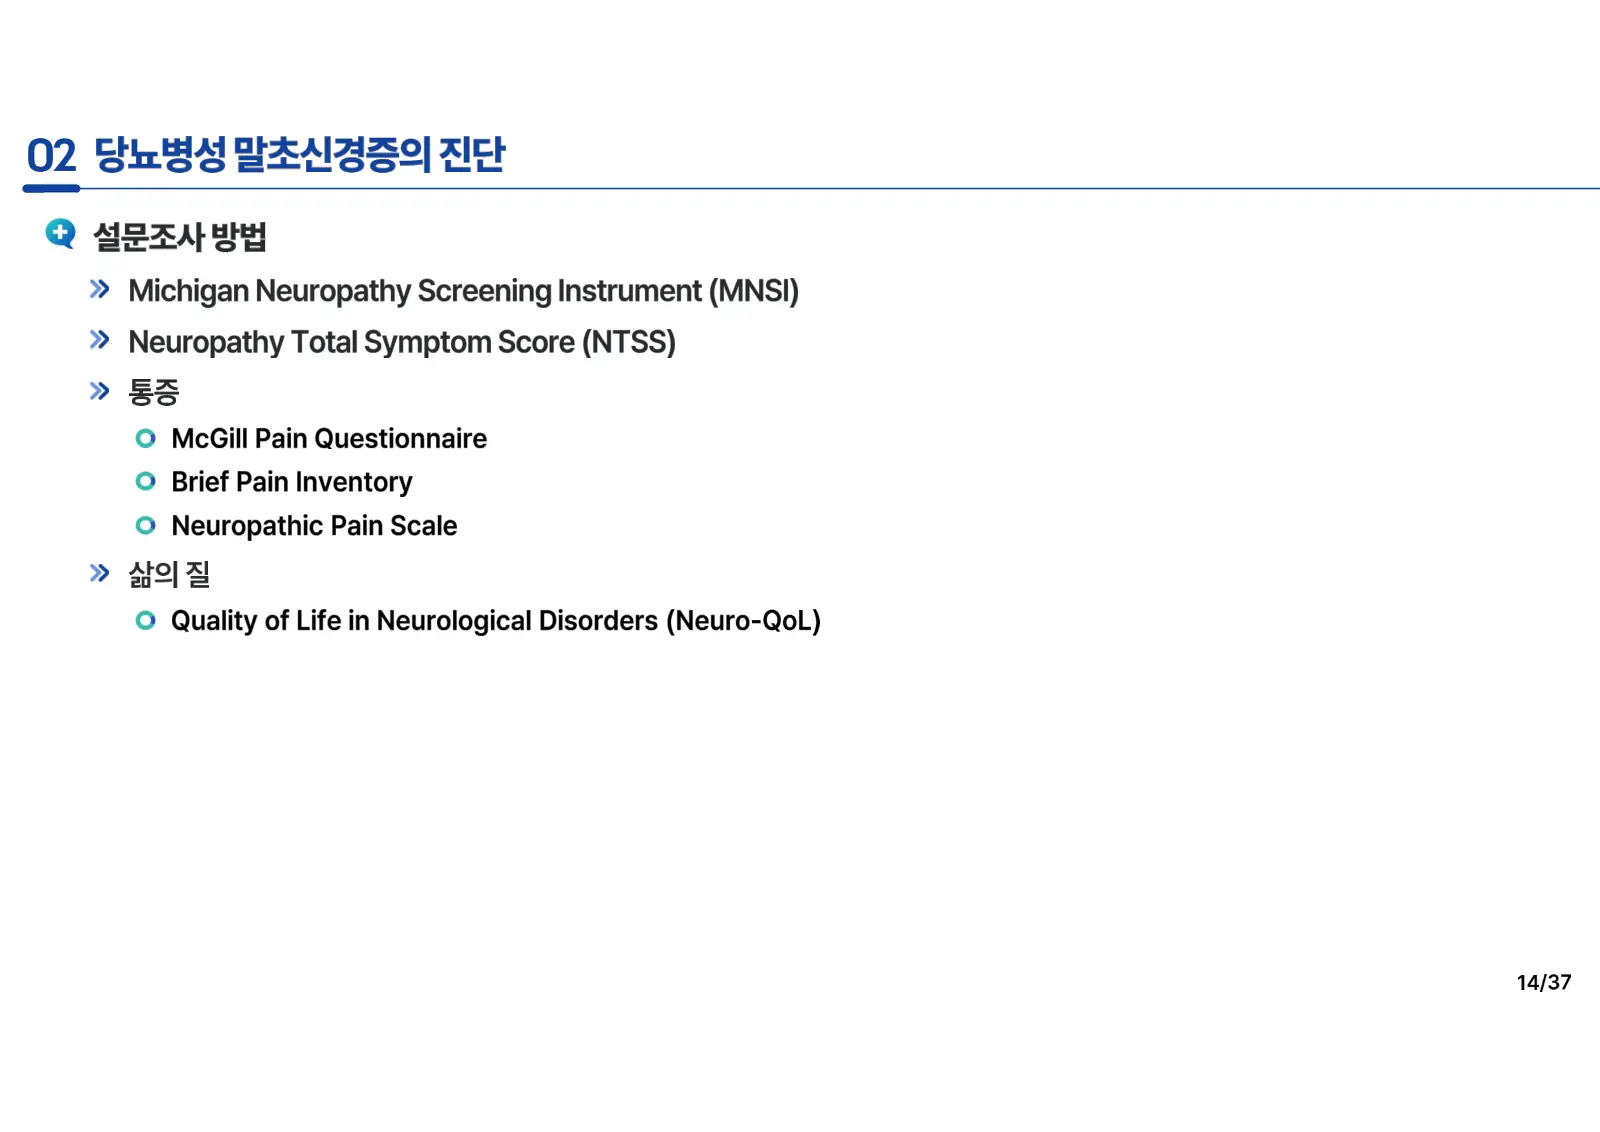 02 당뇨병성 말초신경증의 진단
설문조사 방법
Michigan Neuropathy Screening Instrument (MNSI)
Neuropathy Total Symptom Score (NTSS)
통증
McGill Pain Questionnaire
Brief Pain Inventory
Neuropathic Pain Scale
삶의 질
Quality of Life in Neurological Disorders (Neuro-QoL)
14/37